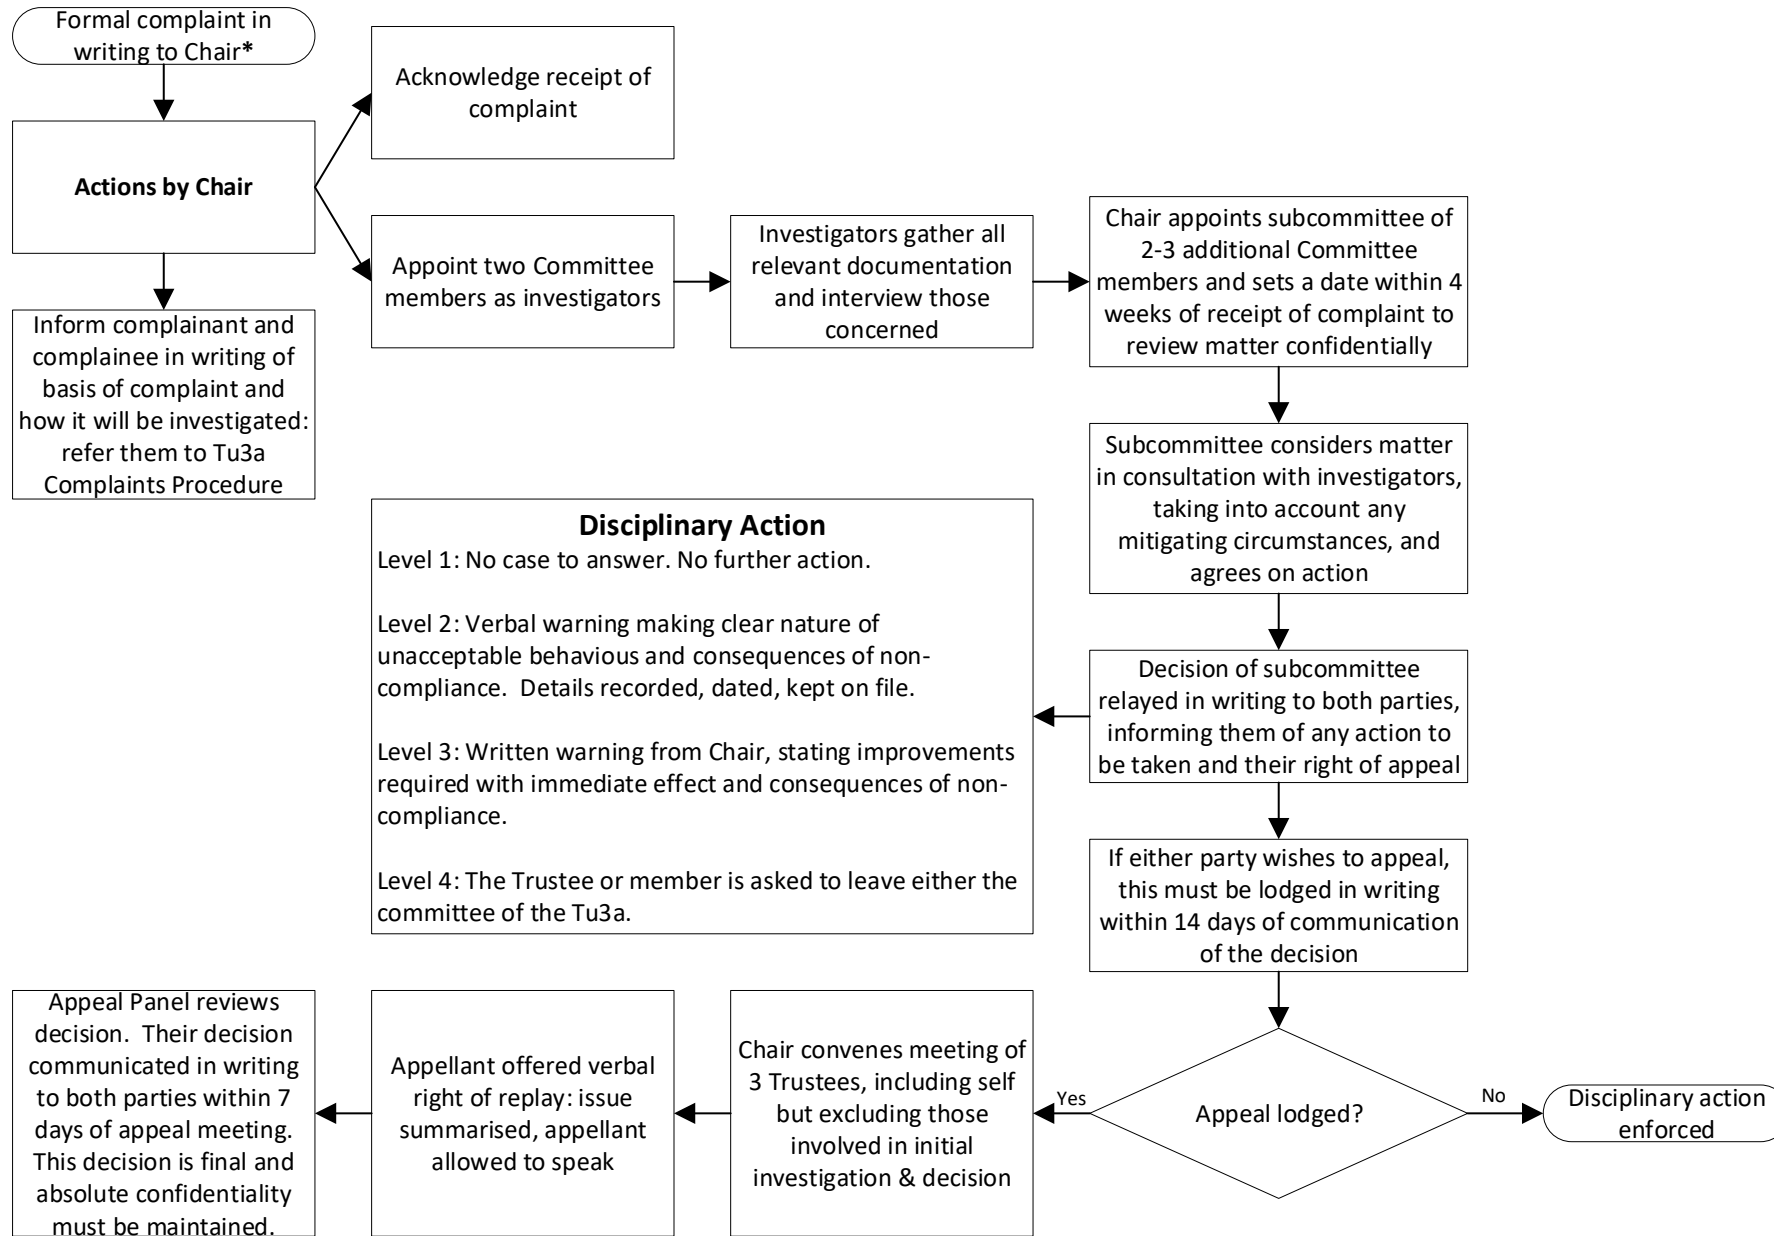 Formal complaint in
writing to Chair*
Actions by Chair
Acknowledge receipt of
complaint
Appoint two Committee
members as investigators
Inform complainant and
complainee in writing of
basis of complaint and
how it will be investigated:
refer them to Tu3a
Complaints Procedure
Investigators gather all
relevant documentation
and interview those
concerned
Chair appoints subcommittee of
2-3 additional Committee
members and sets a date within 4
weeks of receipt of complaint to
review matter confidentially
Subcommittee considers matter
in consultation with investigators,
taking into account any
mitigating circumstances, and
agrees on action
Decision of subcommittee
relayed in writing to both parties,
informing them of any action to
be taken and their right of appeal
Disciplinary Action
Level 1: No case to answer. No further action.
Level 2: Verbal warning making clear nature of
unacceptable behavious and consequences of non-
compliance.  Details recorded, dated, kept on file.
Level 3: Written warning from Chair, stating improvements
required with immediate effect and consequences of non-
compliance.
Level 4: The Trustee or member is asked to leave either the
committee of the Tu3a.
If either party wishes to appeal,
this must be lodged in writing
within 14 days of communication
of the decision
Appeal lodged?
No
Disciplinary action
enforced
Yes
Chair convenes meeting of
3 Trustees, including self
but excluding those
involved in initial
investigation & decision
Appellant offered verbal
right of replay: issue
summarised, appellant
allowed to speak
Appeal Panel reviews
decision.  Their decision
communicated in writing
to both parties within 7
days of appeal meeting.
This decision is final and
absolute confidentiality
must be maintained.